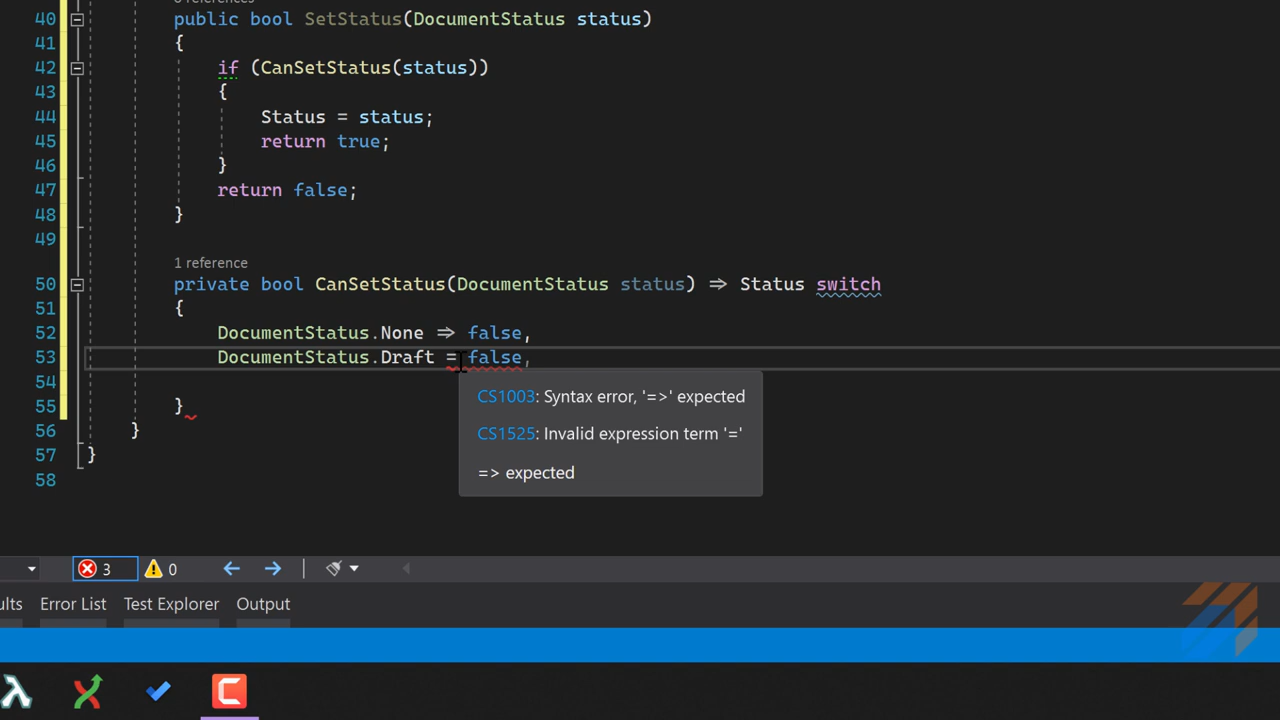 40 public bool SetStatus(DocumentStatus status)
41 {
42 if (CanSetStatus(status))
43 {
44 Status = status;
45 return true;
46 }
47 return false;
48 }
49
1 reference
50 private bool CanSetStatus(DocumentStatus status) => Status switch
51 {
52 DocumentStatus.None => false,
53 DocumentStatus.Draft = false,
54
CS1003: Syntax error, '=>' expected
CS1525: Invalid expression term '='
=> expected
55 }
56 }
57 }
58
3 0
ults Error List Test Explorer Output